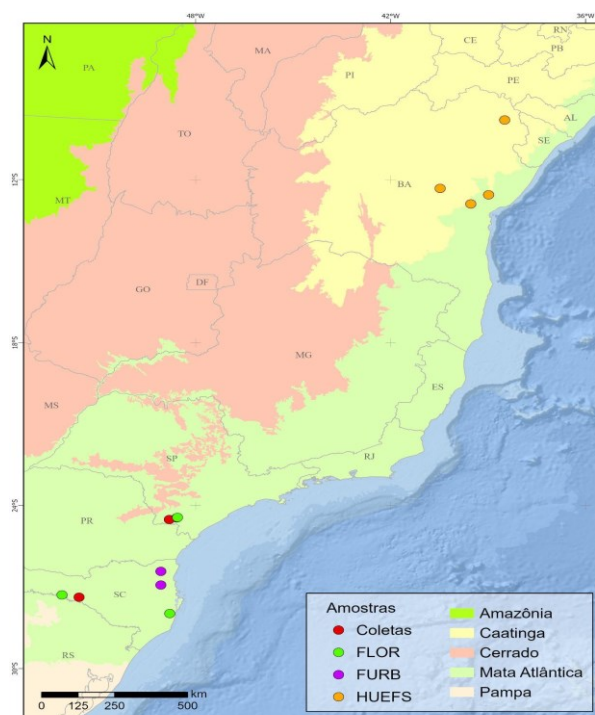 48°W 42°W 36°W
N
MA CE RN
PB
PA PI
PE
AL
TO
SE
12°S BA
MT
DF
GO
18°S
MG
ES
MS
SP RJ
24°S
PR
SC
RS
30°S
Amostras
Coletas
FLOR
FURB
HUEFS
Amazônia
Caatinga
Cerrado
Mata Atlântica
Pampa
0 125 250 500
km